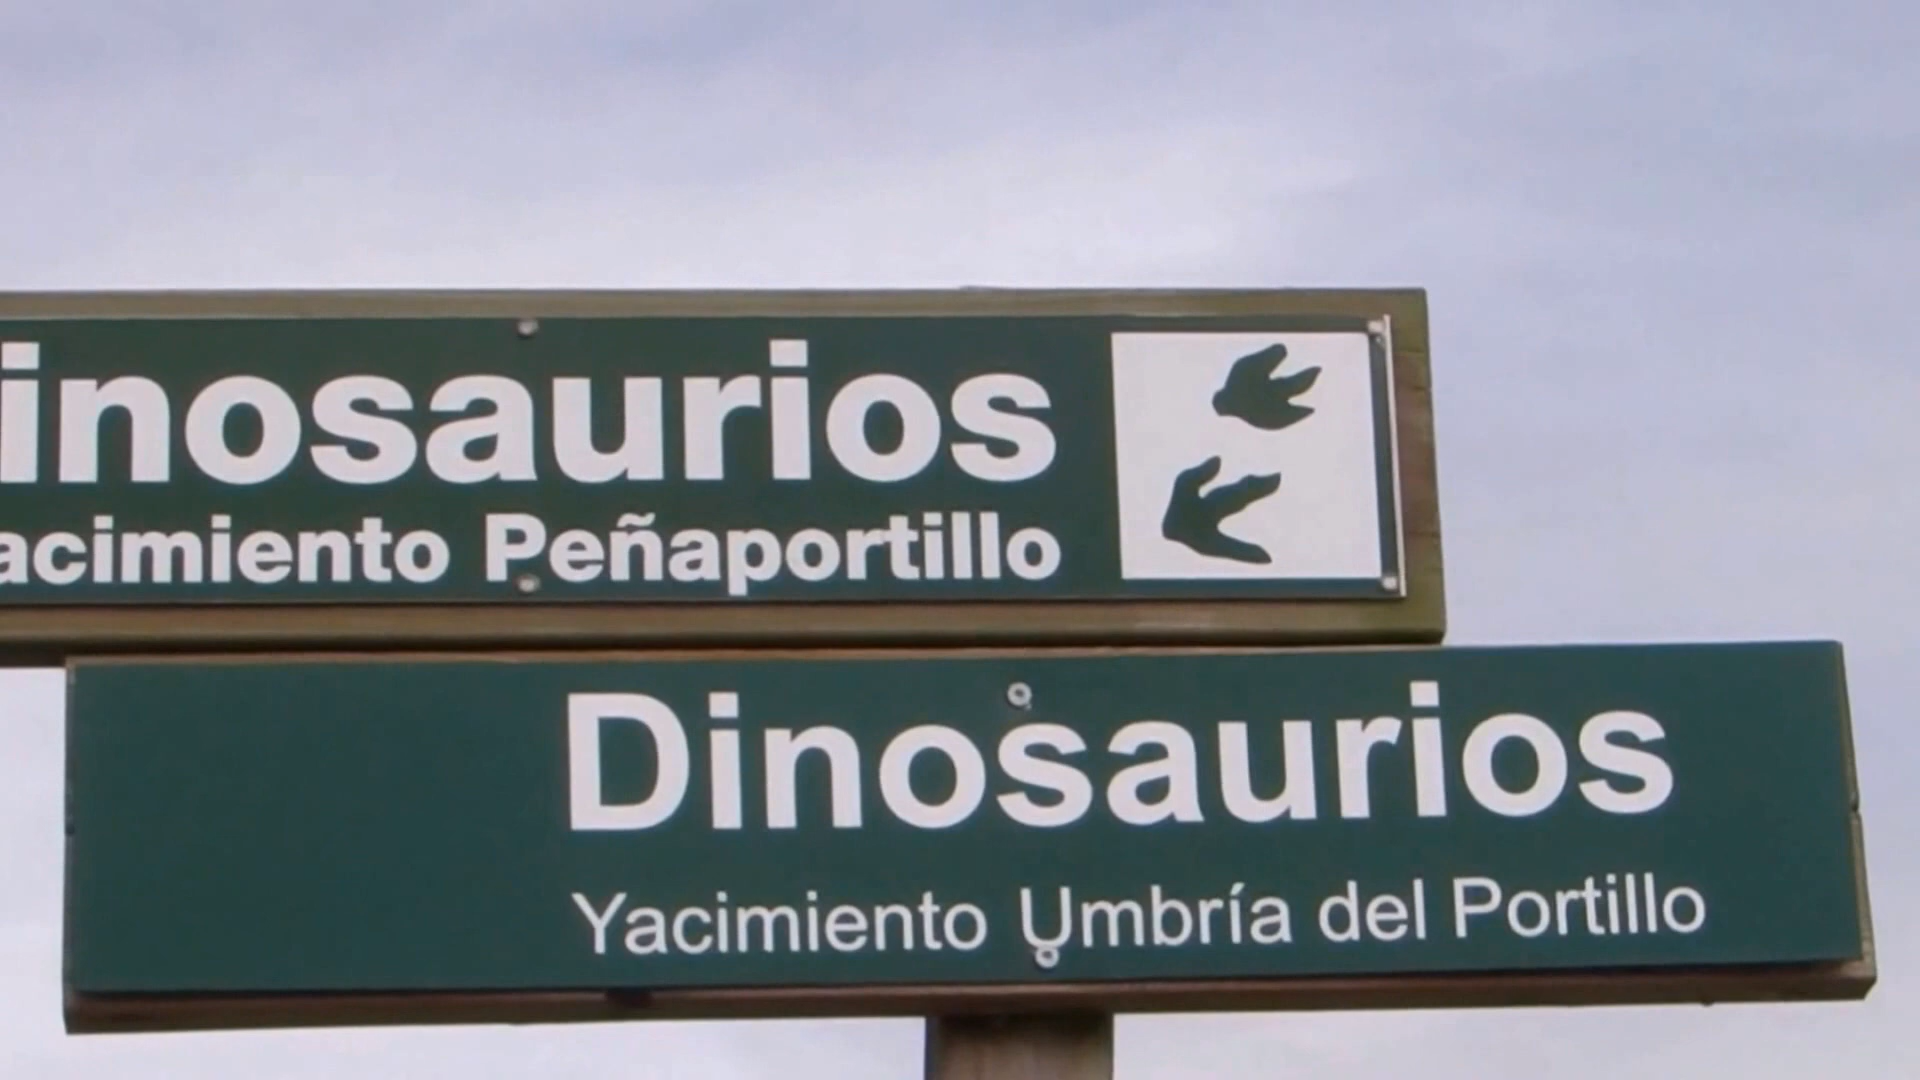 inosaurios
acimiento Peñaportillo
Dinosaurios
Yacimiento Umbría del Portillo